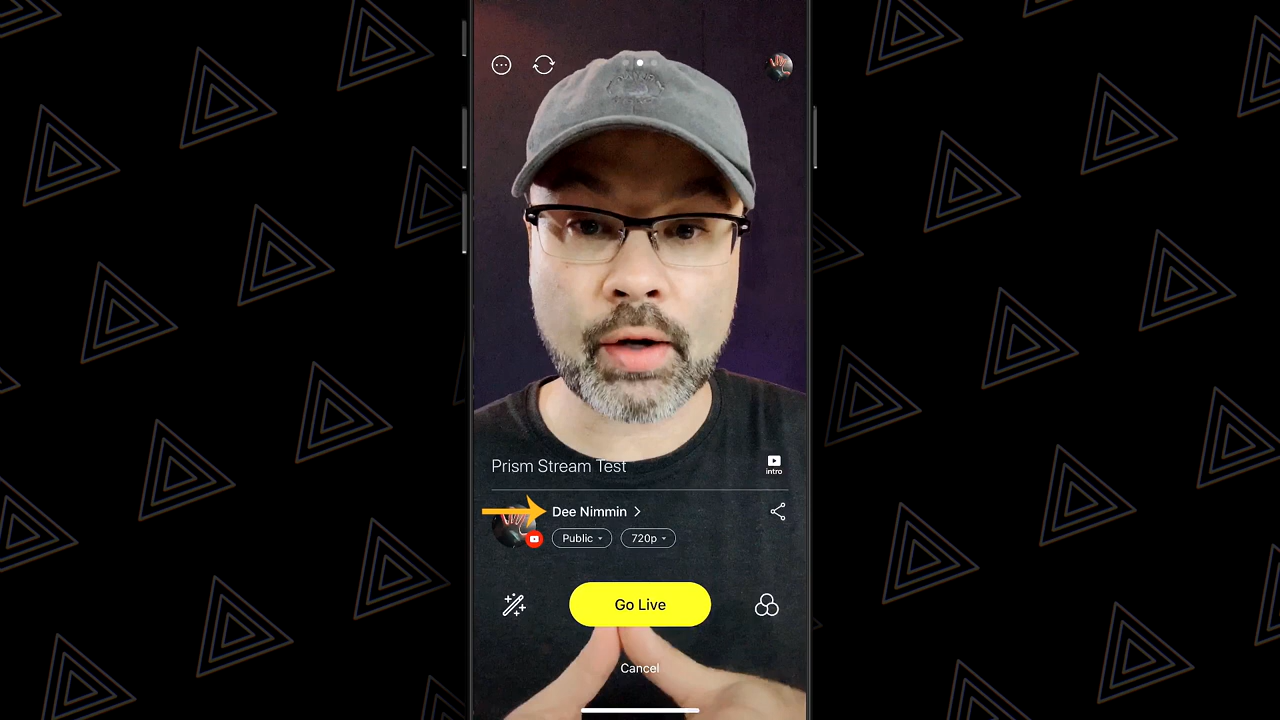 Prism Stream Test
intro
Dee Nimmin
Public
720p
Go Live
Cancel